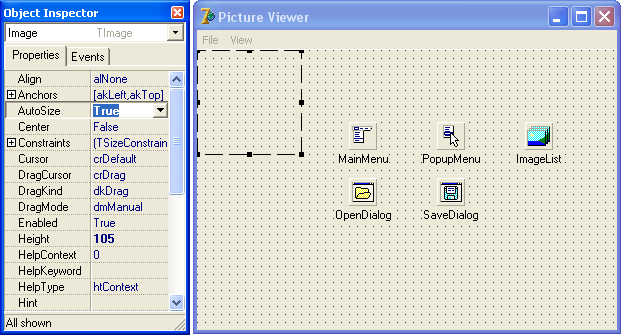 Object Inspector
Image TImage
Properties Events
Align alNone
Anchors [akLeft,akTop]
AutoSize True
Center False
Constraints (TSizeConstrain
Cursor crDefault
DragCursor crDrag
DragKind dkDrag
DragMode dmManual
Enabled True
Height 105
HelpContext 0
HelpKeyword
HelpType htContext
Hint
All shown
Picture Viewer
File View
MainMenu PopupMenu ImageList
OpenDialog SaveDialog